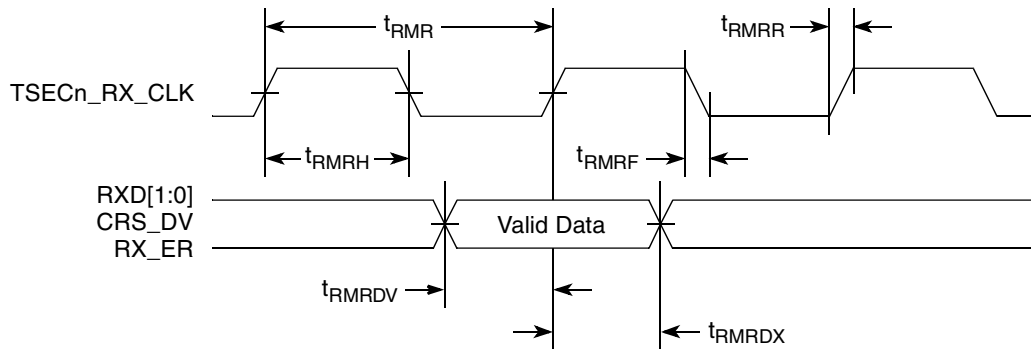 tRMR
tRMRR
TSECn_RX_CLK
tRMRH
tRMRF
RXD[1:0]
CRS_DV
Valid Data
RX_ER
tRMRDV
tRMRDX